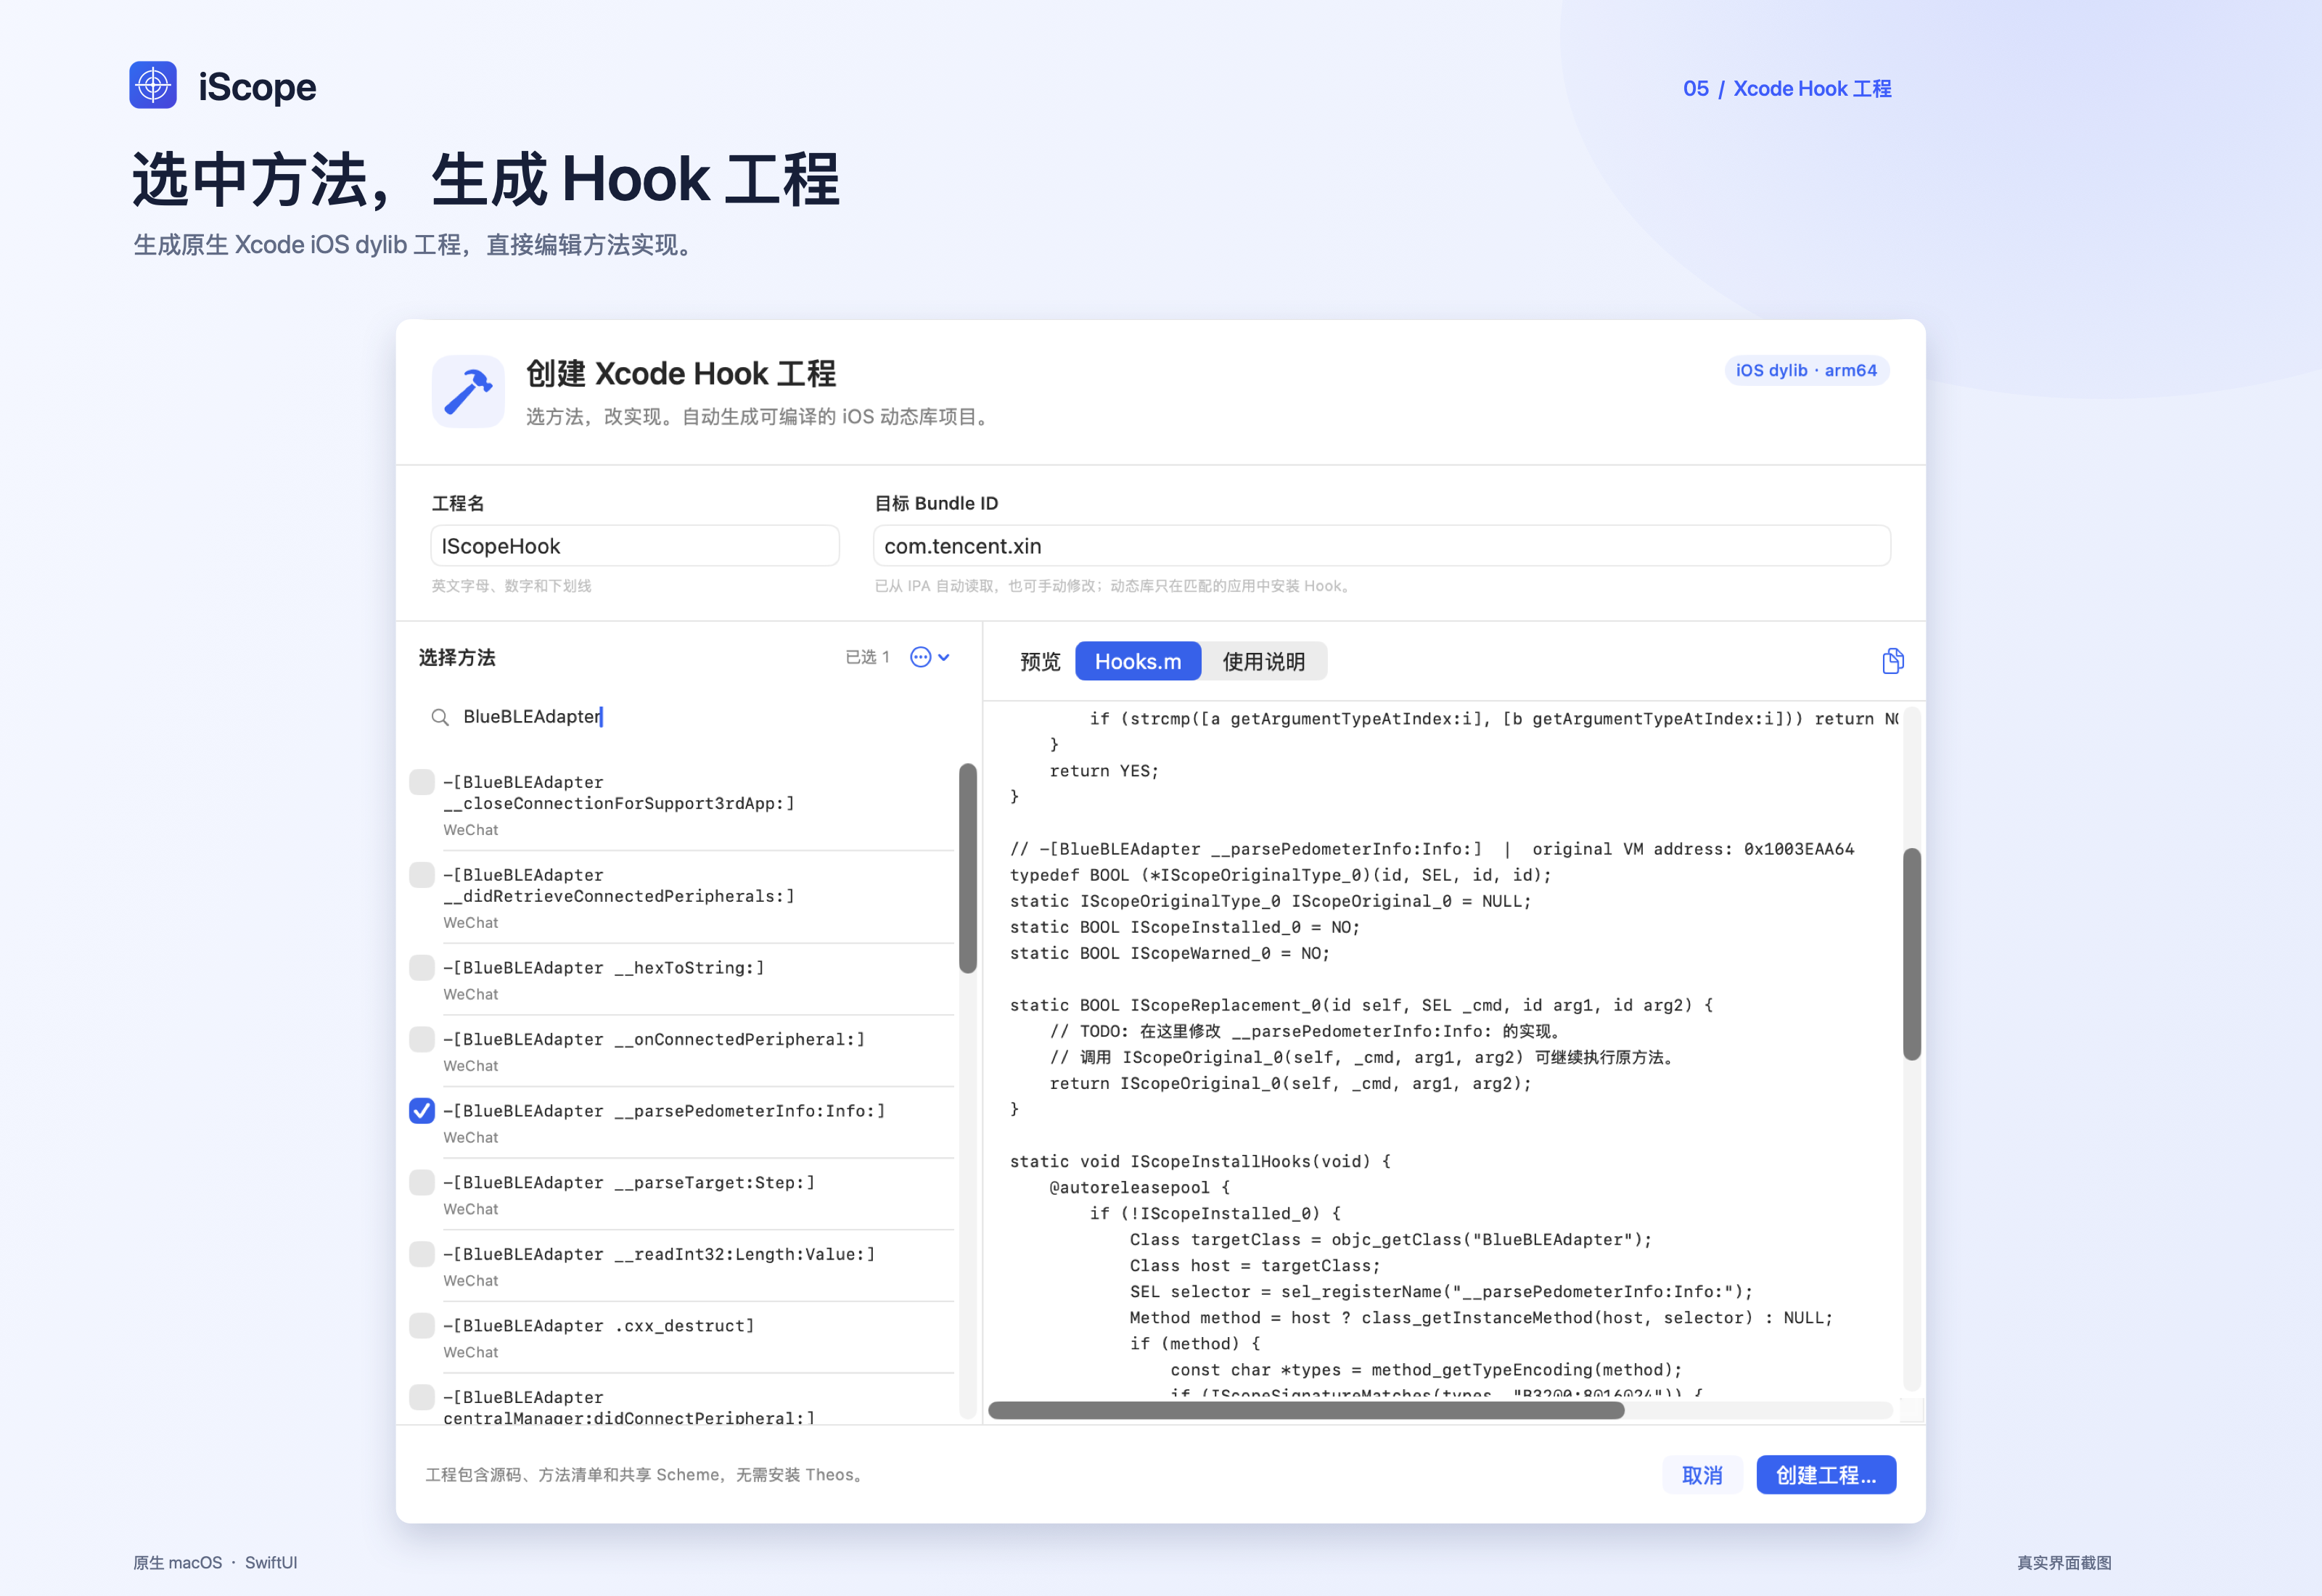 iScope
05 / Xcode Hook 工程
选中方法，生成 Hook 工程
生成原生 Xcode iOS dylib 工程，直接编辑方法实现。
创建 Xcode Hook 工程
iOS dylib · arm64
选方法，改实现。自动生成可编译的 iOS 动态库项目。
工程名
目标 Bundle ID
IScopeHook
com.tencent.xin
英文字母、数字和下划线
已从 IPA 自动读取，也可手动修改；动态库只在匹配的应用中安装 Hook。
选择方法
已选 1
BlueBLEAdapter
-[BlueBLEAdapter
__closeConnectionForSupport3rdApp:]
WeChat
-[BlueBLEAdapter
__didRetrieveConnectedPeripherals:]
WeChat
-[BlueBLEAdapter __hexToString:]
WeChat
-[BlueBLEAdapter __onConnectedPeripheral:]
WeChat
-[BlueBLEAdapter __parsePedometerInfo:Info:]
WeChat
-[BlueBLEAdapter __parseTarget:Step:]
WeChat
-[BlueBLEAdapter __readInt32:Length:Value:]
WeChat
-[BlueBLEAdapter .cxx_destruct]
WeChat
-[BlueBLEAdapter
centralManager:didConnectPeripheral:]
预览
Hooks.m
使用说明
        if (strcmp([a getArgumentTypeAtIndex:i], [b getArgumentTypeAtIndex:i])) return NO
    }
    return YES;
}
// -[BlueBLEAdapter __parsePedometerInfo:Info:]  |  original VM address: 0x1003EAA64
typedef BOOL (*IScopeOriginalType_0)(id, SEL, id, id);
static IScopeOriginalType_0 IScopeOriginal_0 = NULL;
static BOOL IScopeInstalled_0 = NO;
static BOOL IScopeWarned_0 = NO;
static BOOL IScopeReplacement_0(id self, SEL _cmd, id arg1, id arg2) {
    // TODO: 在这里修改 __parsePedometerInfo:Info: 的实现。
    // 调用 IScopeOriginal_0(self, _cmd, arg1, arg2) 可继续执行原方法。
    return IScopeOriginal_0(self, _cmd, arg1, arg2);
}
static void IScopeInstallHooks(void) {
    @autoreleasepool {
        if (!IScopeInstalled_0) {
            Class targetClass = objc_getClass("BlueBLEAdapter");
            Class host = targetClass;
            SEL selector = sel_registerName("__parsePedometerInfo:Info:");
            Method method = host ? class_getInstanceMethod(host, selector) : NULL;
            if (method) {
                const char *types = method_getTypeEncoding(method);
                if (IScopeSignatureMatches(types, "B32@0:8@16@24")) {
工程包含源码、方法清单和共享 Scheme，无需安装 Theos。
取消
创建工程...
原生 macOS · SwiftUI
真实界面截图